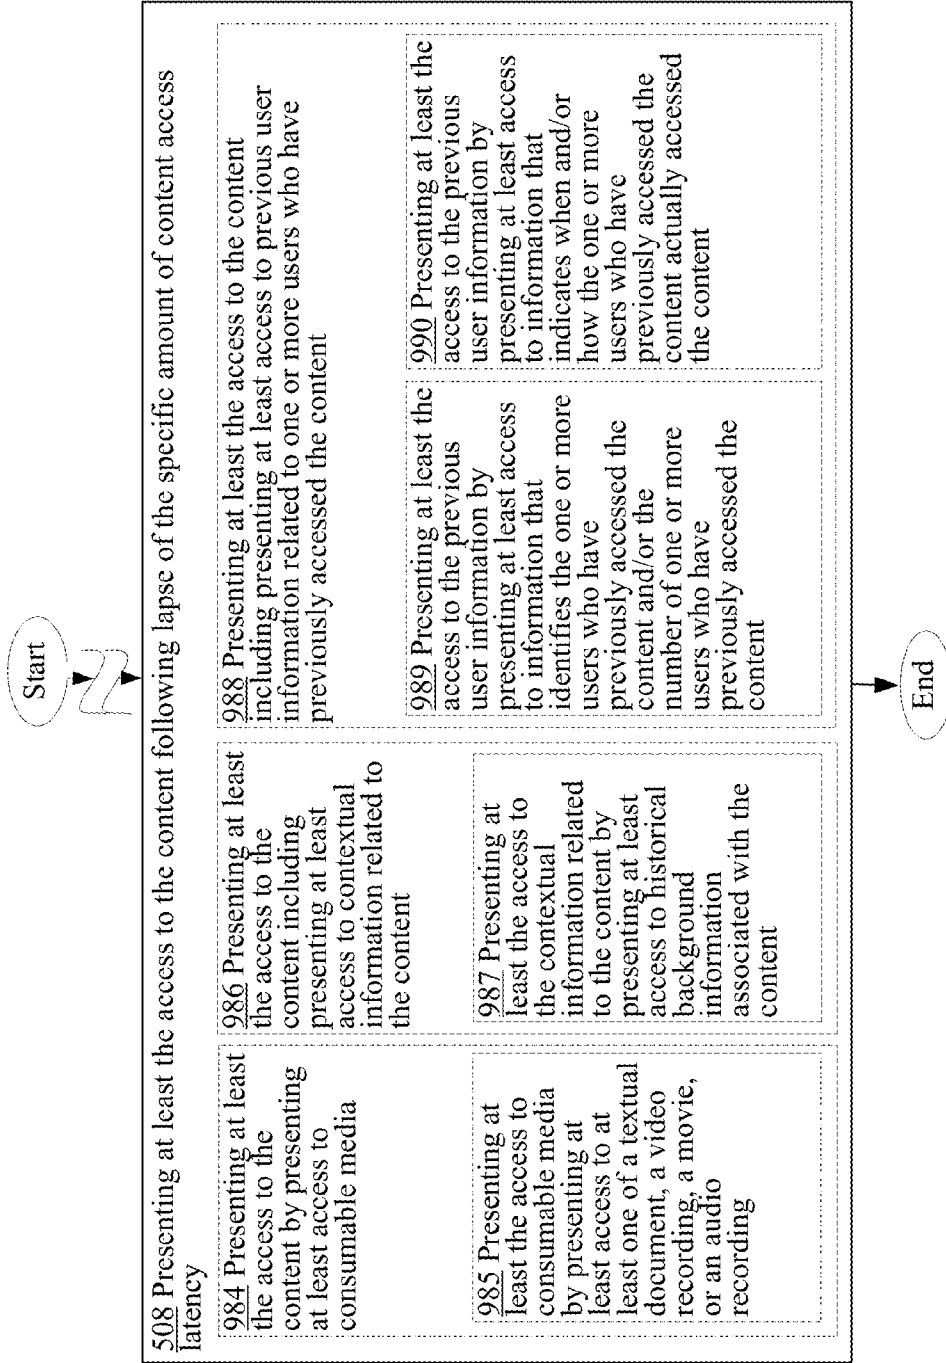 Start
508 Presenting at least the access to the content following lapse of the specific amount of content access
latency
984 Presenting at least
the access to the
content by presenting
at least access to
consumable media
985 Presenting at
least the access to
consumable media
by presenting at
least access to at
least one of a textual
document, a video
recording, a movie,
or an audio
recording
986 Presenting at least
the access to the
content including
presenting at least
access to contextual
information related to
the content
987 Presenting at
least the access to
the contextual
information related
to the content by
presenting at least
access to historical
background
information
associated with the
content
988 Presenting at least the access to the content
including presenting at least access to previous user
information related to one or more users who have
previously accessed the content
989 Presenting at least the
access to the previous
user information by
presenting at least access
to information that
identifies the one or more
users who have
previously accessed the
content and/or the
number of one or more
users who have
previously accessed the
content
990 Presenting at least the
access to the previous
user information by
presenting at least access
to information that
indicates when and/or
how the one or more
users who have
previously accessed the
content actually accessed
the content
End